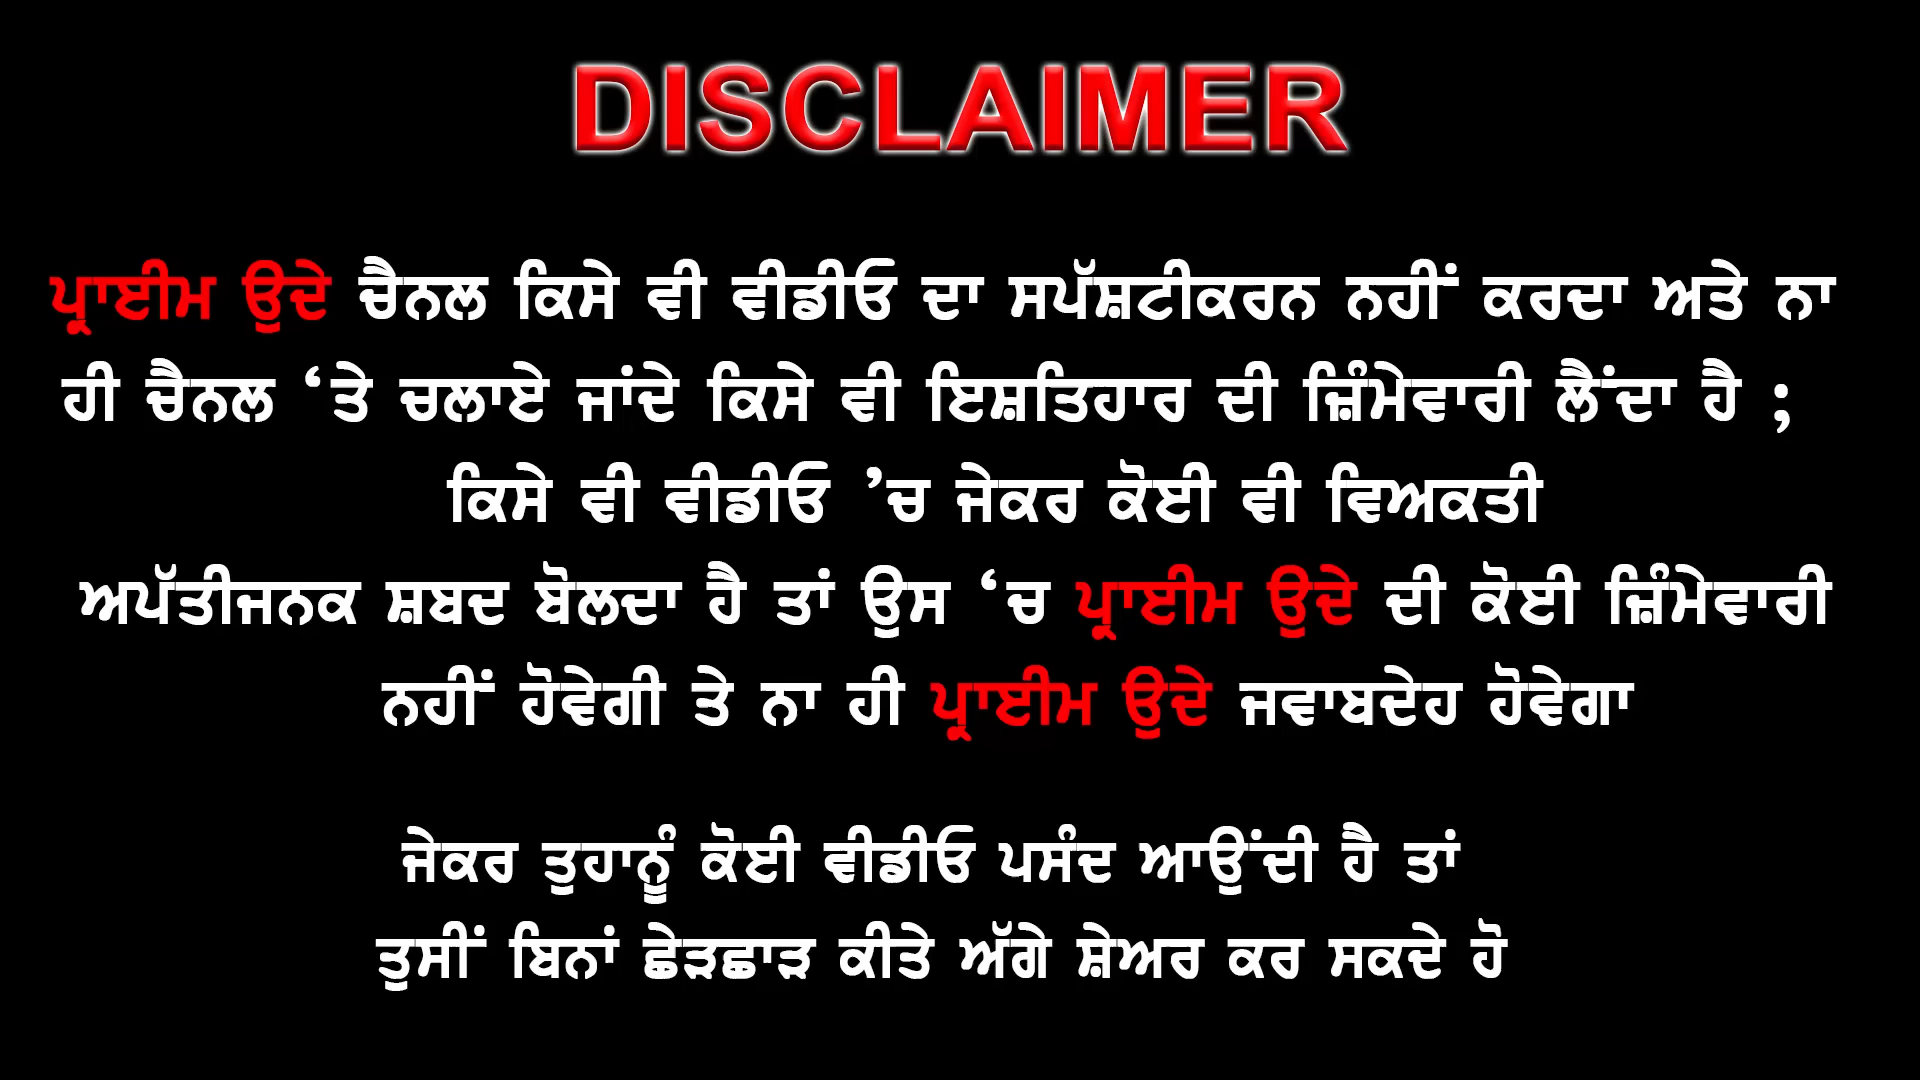 DISCLAIMER
ਪ੍ਰਾਈਮ ਉਦੇ ਚੈਨਲ ਕਿਸੇ ਵੀ ਵੀਡੀਓ ਦਾ ਸਪੱਸ਼ਟੀਕਰਨ ਨਹੀਂ ਕਰਦਾ ਅਤੇ ਨਾ
ਹੀ ਚੈਨਲ ‘ਤੇ ਚਲਾਏ ਜਾਂਦੇ ਕਿਸੇ ਵੀ ਇਸ਼ਤਿਹਾਰ ਦੀ ਜ਼ਿੰਮੇਵਾਰੀ ਲੈਂਦਾ ਹੈ ;
ਕਿਸੇ ਵੀ ਵੀਡੀਓ ’ਚ ਜੇਕਰ ਕੋਈ ਵੀ ਵਿਅਕਤੀ
ਅਪੱਤੀਜਨਕ ਸ਼ਬਦ ਬੋਲਦਾ ਹੈ ਤਾਂ ਉਸ ‘ਚ ਪ੍ਰਾਈਮ ਉਦੇ ਦੀ ਕੋਈ ਜ਼ਿੰਮੇਵਾਰੀ
ਨਹੀਂ ਹੋਵੇਗੀ ਤੇ ਨਾ ਹੀ ਪ੍ਰਾਈਮ ਉਦੇ ਜਵਾਬਦੇਹ ਹੋਵੇਗਾ
ਜੇਕਰ ਤੁਹਾਨੂੰ ਕੋਈ ਵੀਡੀਓ ਪਸੰਦ ਆਉਂਦੀ ਹੈ ਤਾਂ
ਤੁਸੀਂ ਬਿਨਾਂ ਛੇੜਛਾੜ ਕੀਤੇ ਅੱਗੇ ਸ਼ੇਅਰ ਕਰ ਸਕਦੇ ਹੋ